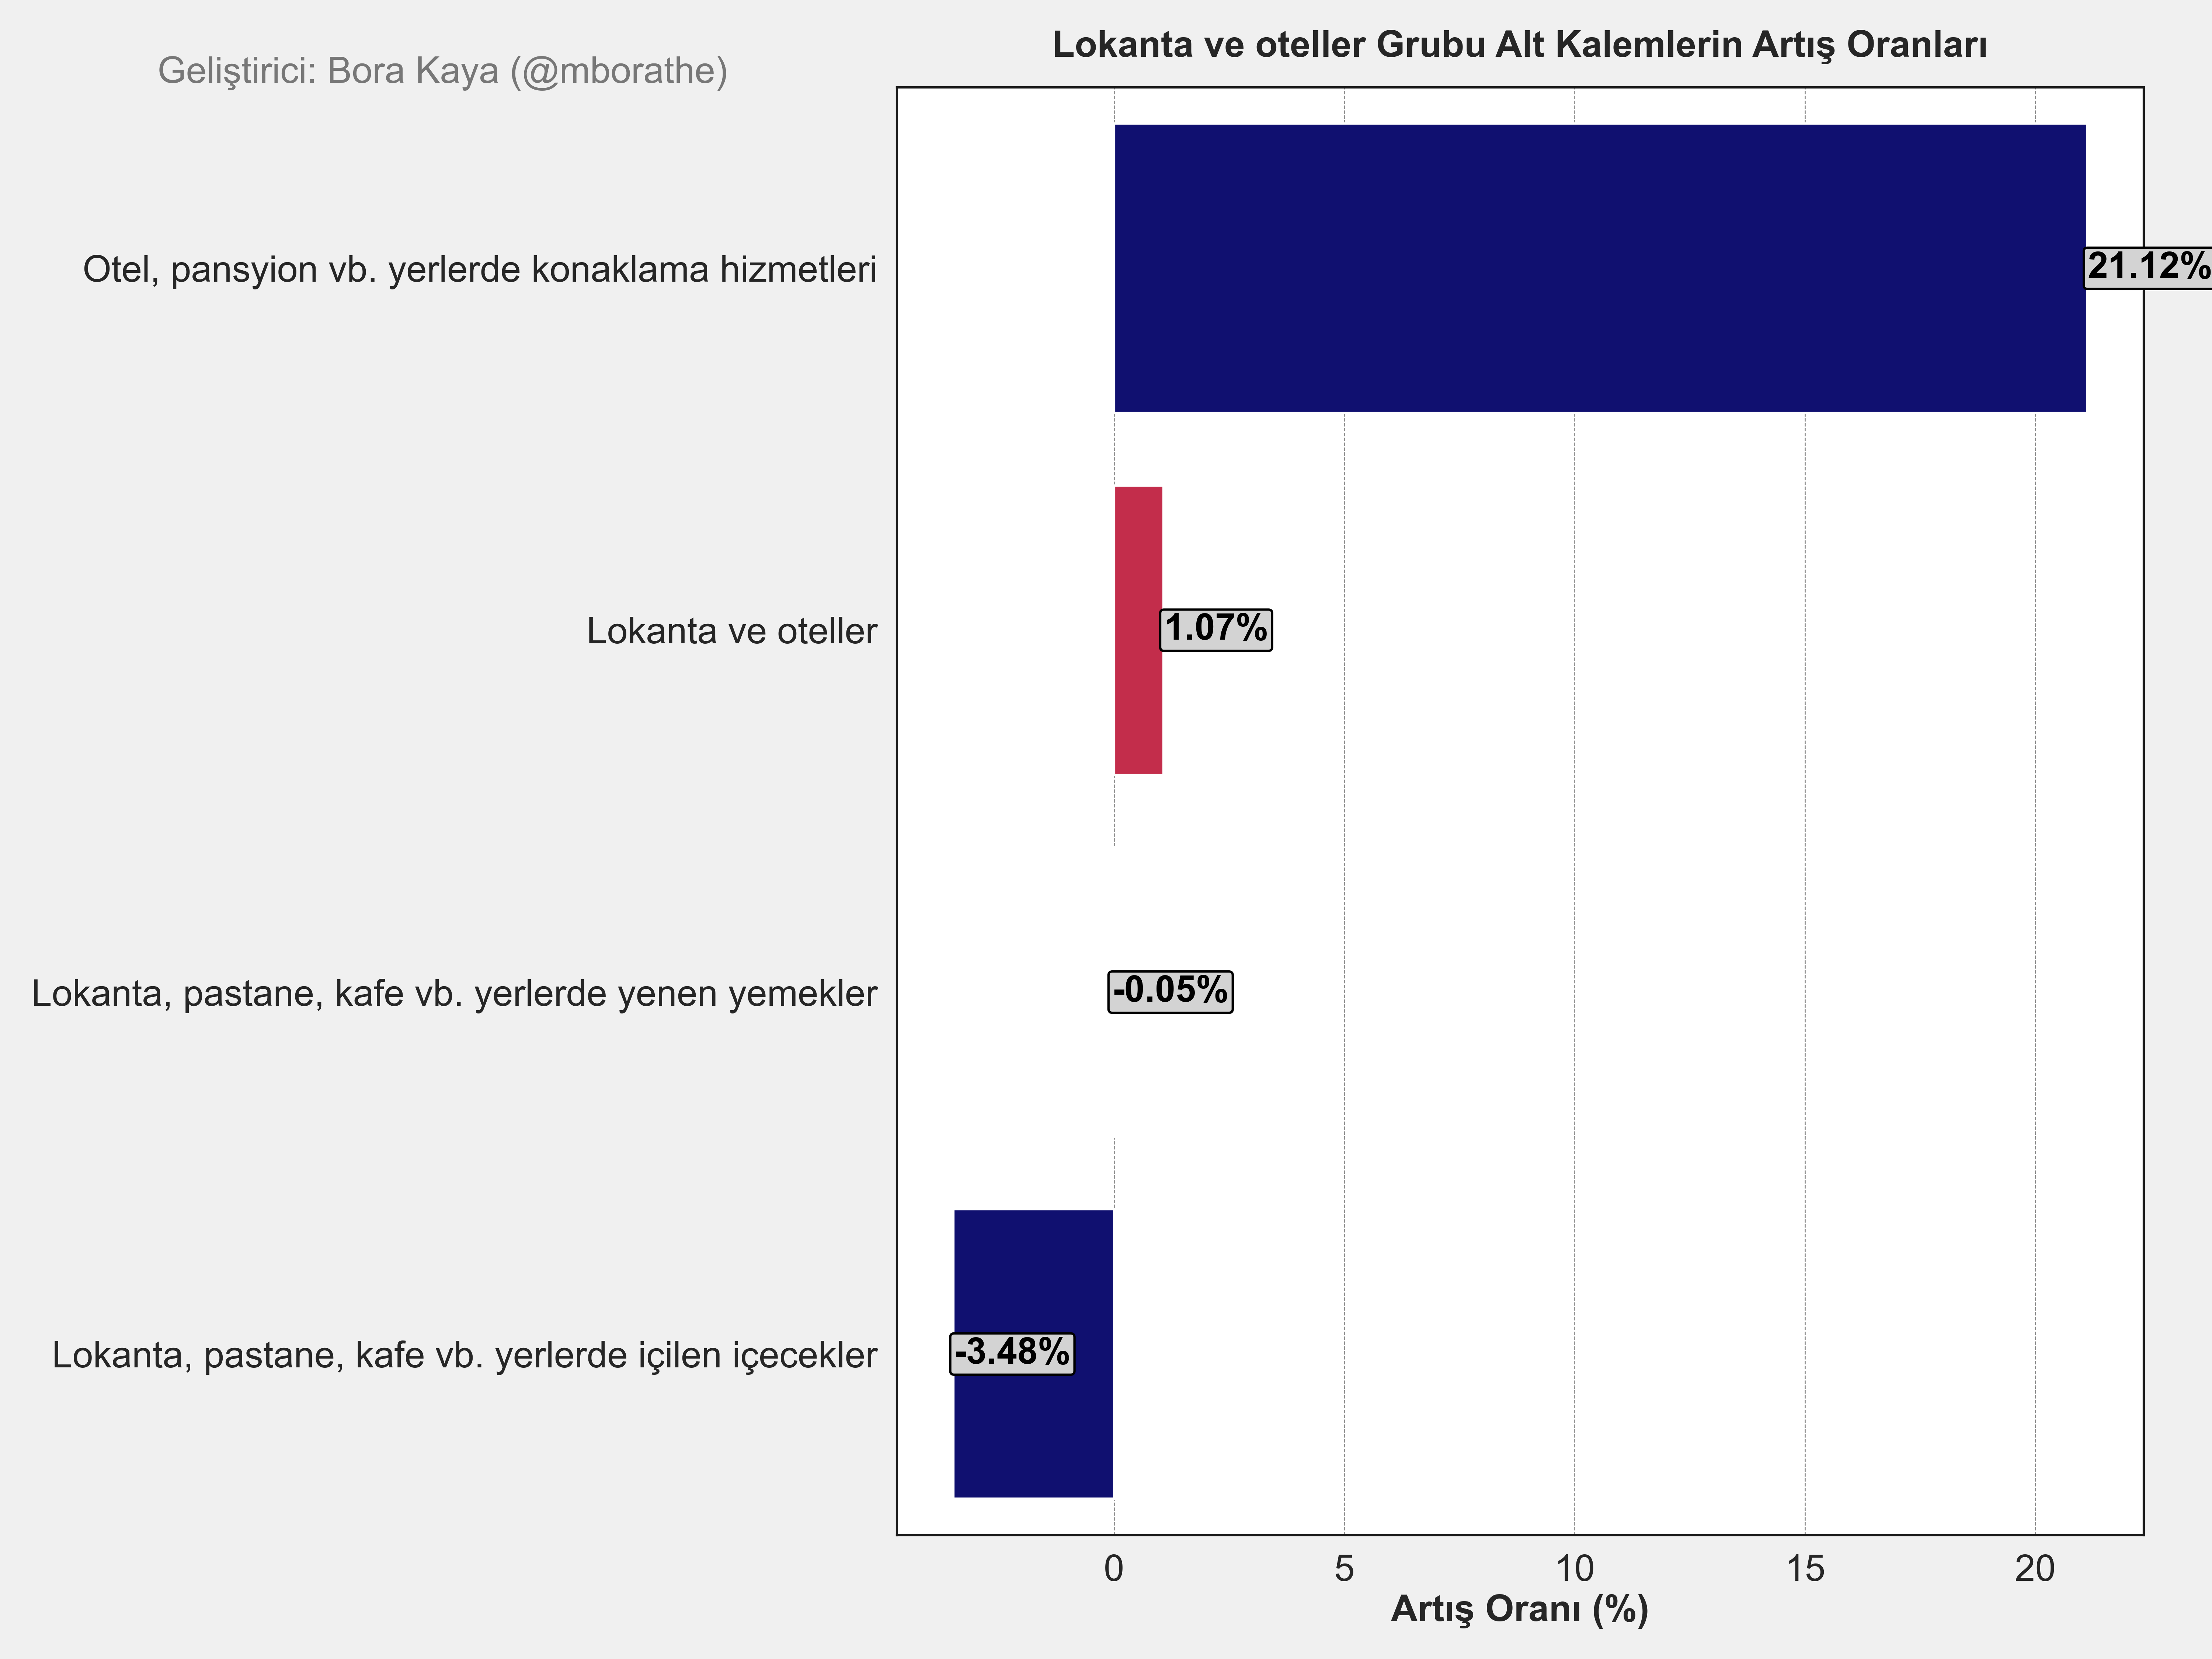 Lokanta ve oteller Grubu Alt Kalemlerin Artış Oranları
Geliştirici: Bora Kaya (@mborathe)
Otel, pansyion vb. yerlerde konaklama hizmetleri
21.12%
Lokanta ve oteller
1.07%
Lokanta, pastane, kafe vb. yerlerde yenen yemekler
-0.05%
Lokanta, pastane, kafe vb. yerlerde içilen içecekler
-3.48%
0 5 10 15 20
Artış Oranı (%)